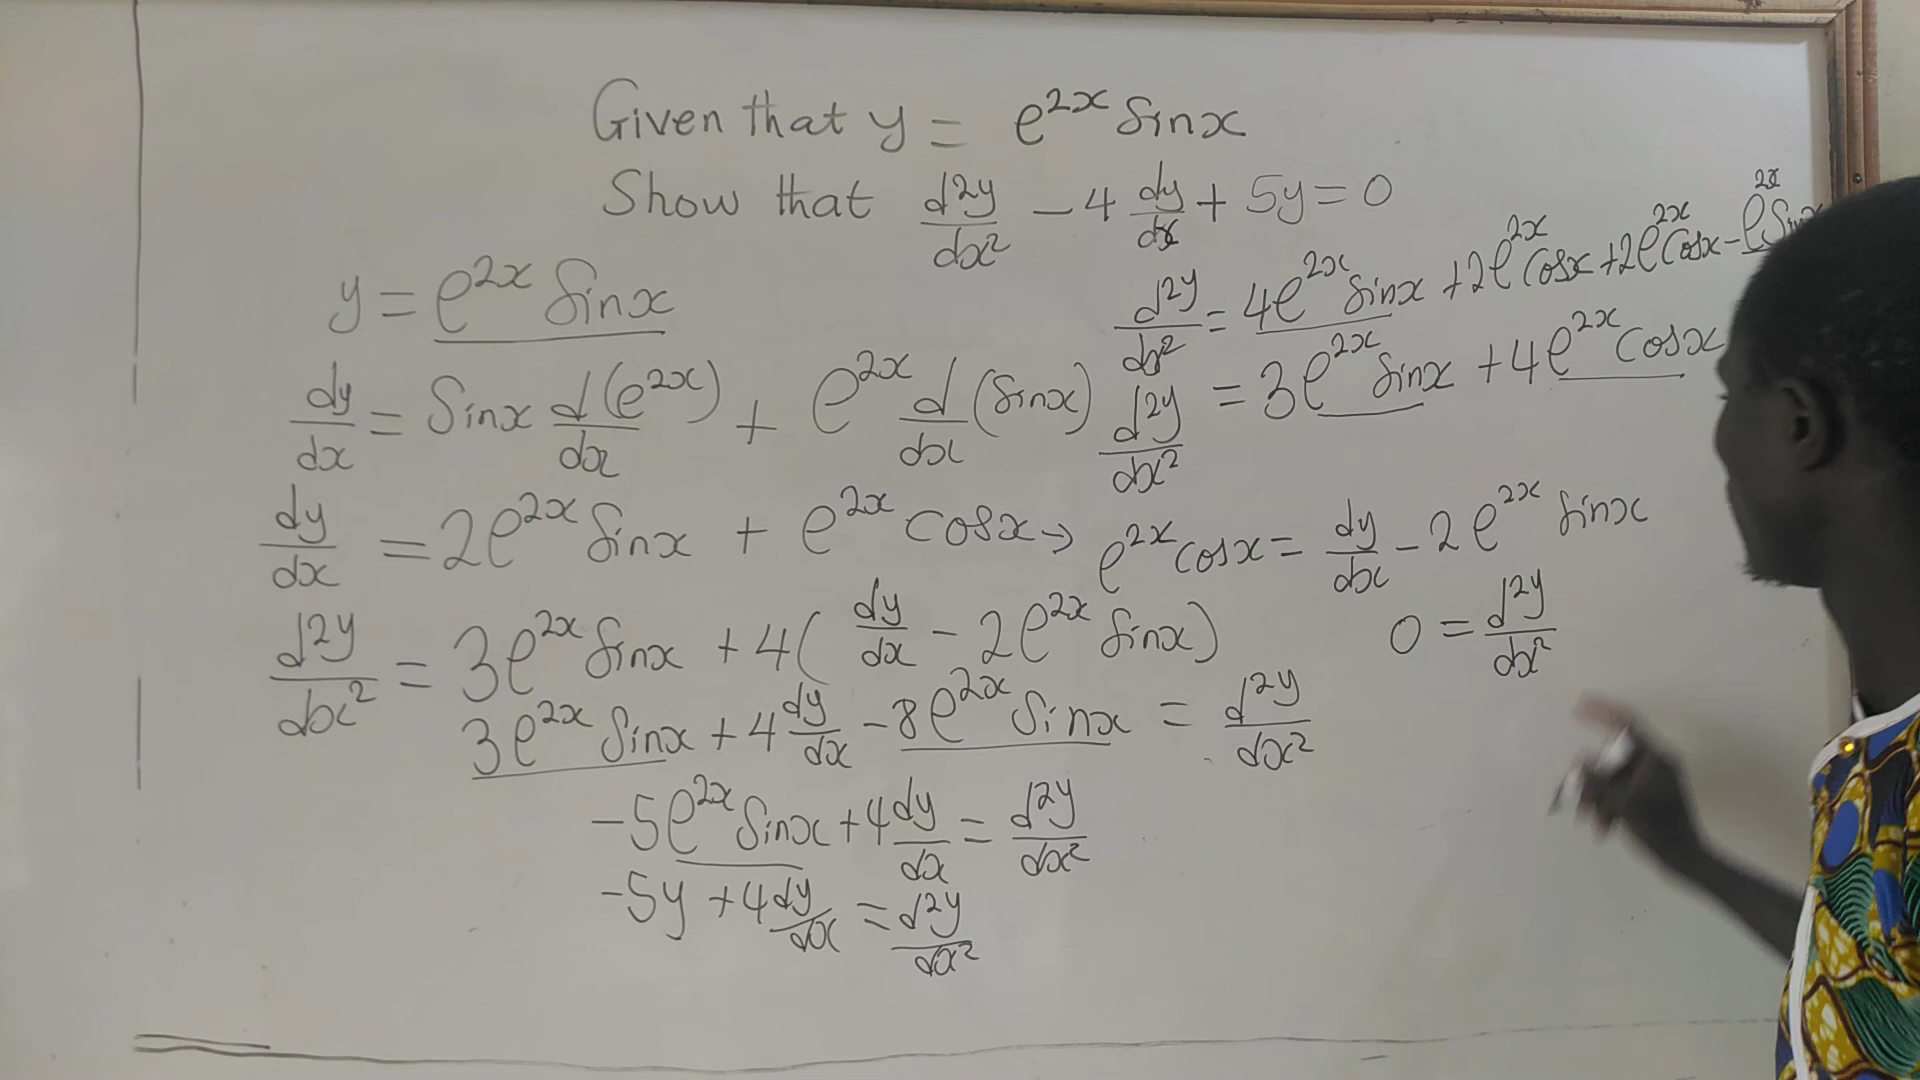 Given that y = e^{2x} Sinx
Show that d²y/dx² - 4 dy/dx + 5y = 0
y = e^{2x} Sinx
dy/dx = Sinx d/dx (e^{2x}) + e^{2x} d/dx (Sinx)
dy/dx = 2e^{2x} Sinx + e^{2x} cosx → e^{2x} cosx = dy/dx - 2e^{2x} Sinx
d²y/dx² = 4e^{2x} Sinx + 2e^{2x} Cosx + 2e^{2x} Cosx - e^{2x} Sinx
d²y/dx² = 3e^{2x} Sinx + 4e^{2x} cosx
d²y/dx² = 3e^{2x} Sinx + 4( dy/dx - 2e^{2x} Sinx)
3e^{2x} Sinx + 4 dy/dx - 8e^{2x} Sinx = d²y/dx²
-5e^{2x} Sinx + 4 dy/dx = d²y/dx²
-5y + 4 dy/dx = d²y/dx²
0 = d²y/dx²